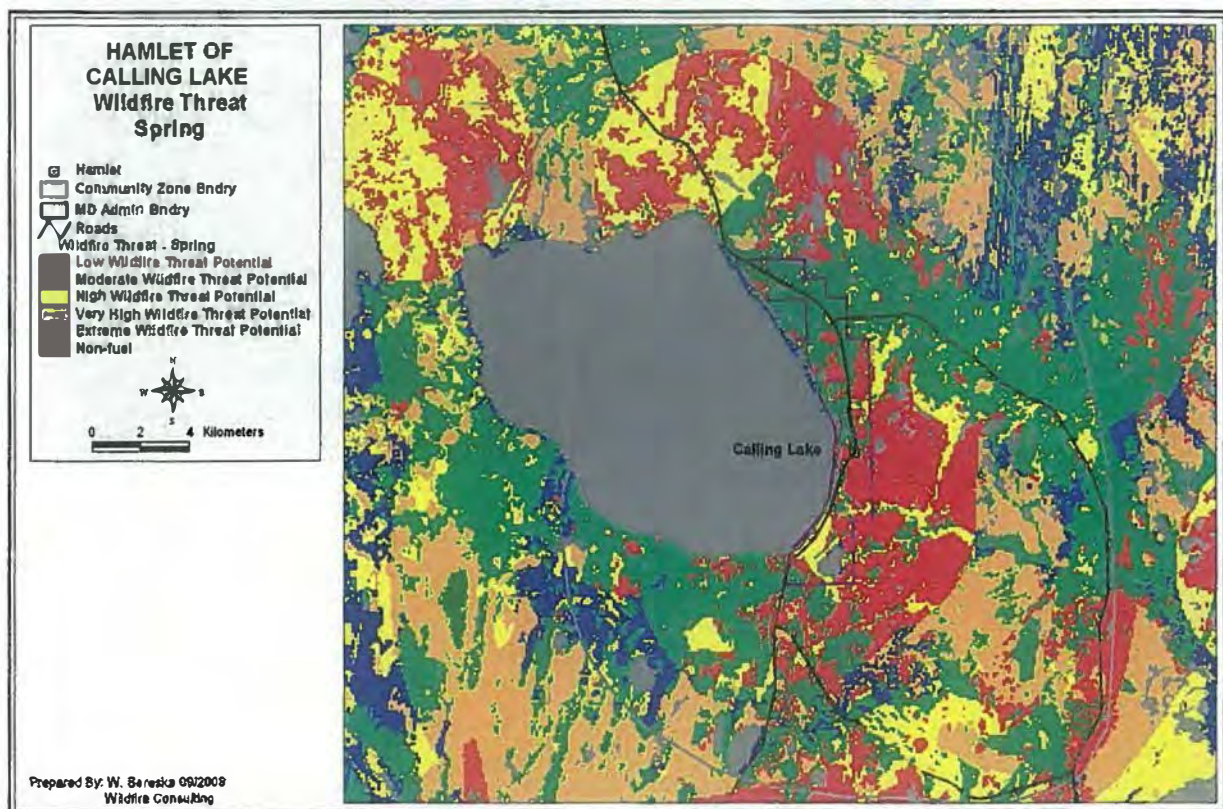 HAMLET OF
CALLING LAKE
Wildfire Threat
Spring
Hamlet
Community Zone Bndry
MD Admin Bndry
Roads
Wildfire Threat - Spring
Low Wildfire Threat Potential
Moderate Wildfire Threat Potential
High Wildfire Threat Potential
Very High Wildfire Threat Potential
Extreme Wildfire Threat Potential
Non-fuel
N
W E
S
0 2 4 Kilometers
Calling Lake
Prepared By: W. Bereska 09/2008
Wildfire Consulting